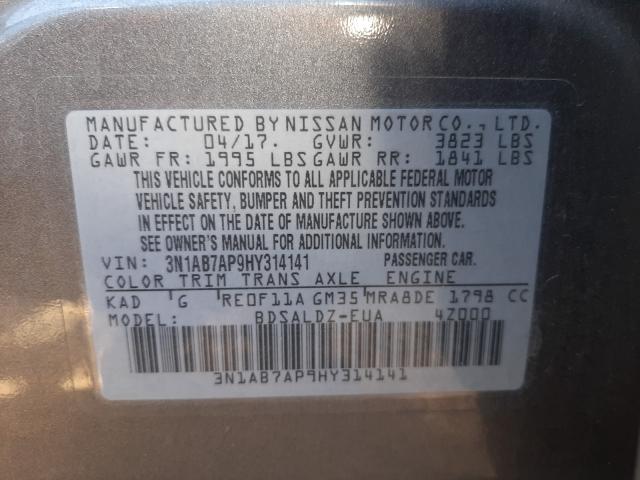 MANUFACTURED BY NISSAN MOTOR CO., LTD.
DATE: 04/17. GVWR: 3823 LBS
GAWR FR: 1995 LBS GAWR RR: 1841 LBS
THIS VEHICLE CONFORMS TO ALL APPLICABLE FEDERAL MOTOR
VEHICLE SAFETY, BUMPER AND THEFT PREVENTION STANDARDS
IN EFFECT ON THE DATE OF MANUFACTURE SHOWN ABOVE.
SEE OWNER'S MANUAL FOR ADDITIONAL INFORMATION.
VIN: 3N1AB7AP9HY314141 PASSENGER CAR.
COLOR TRIM TRANS AXLE ENGINE
KAD G RE0F11A GM35 MRA8DE 1798 CC
MODEL: BDSALDZ-EUA 4Z000
3N1AB7AP9HY314141